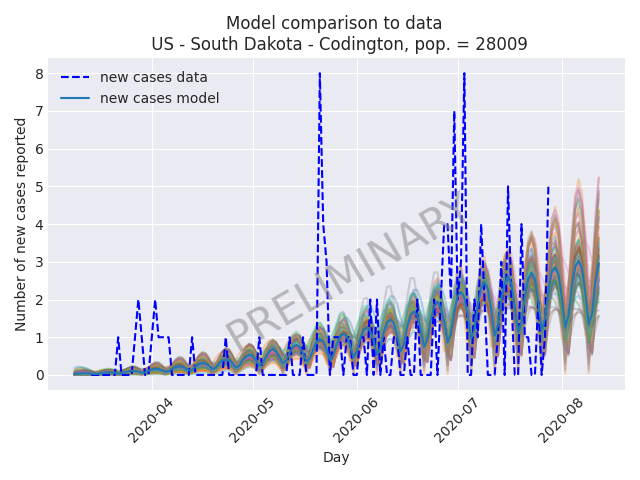 Model comparison to data
US - South Dakota - Codington, pop. = 28009
new cases data
new cases model
Number of new cases reported
8
7
6
5
4
3
2
1
0
PRELIMINARY
2020-04
2020-05
2020-06
2020-07
2020-08
Day